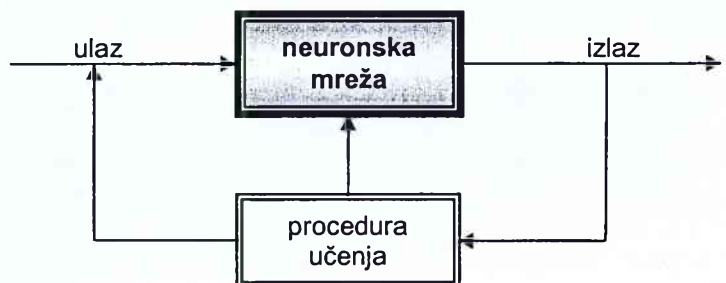 ulaz
neuronska
mreža
izlaz
procedura
učenja